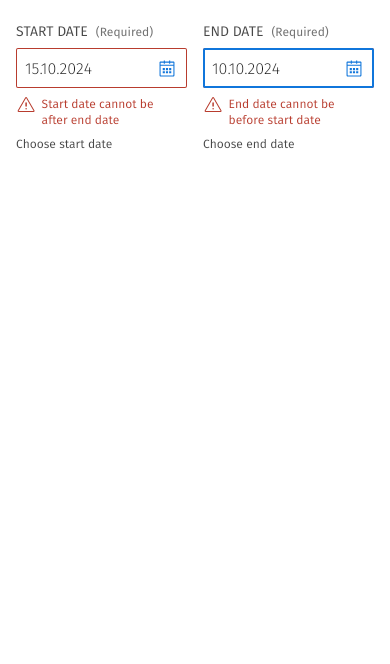 START DATE (Required)
15.10.2024
Start date cannot be
after end date
Choose start date
END DATE (Required)
10.10.2024
End date cannot be
before start date
Choose end date